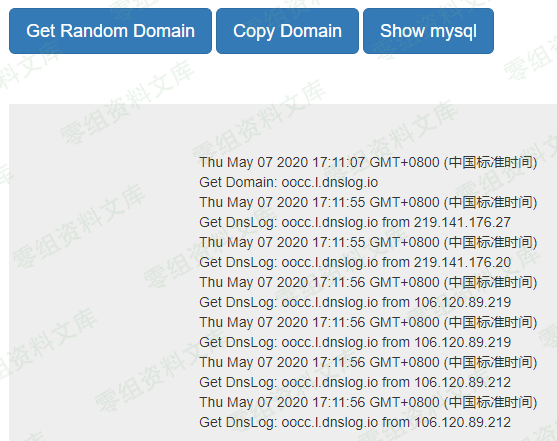 Get Random Domain Copy Domain Show mysql
Thu May 07 2020 17:11:07 GMT+0800 (中国标准时间)
Get Domain: oocc.l.dnslog.io
Thu May 07 2020 17:11:55 GMT+0800 (中国标准时间)
Get DnsLog: oocc.l.dnslog.io from 219.141.176.27
Thu May 07 2020 17:11:55 GMT+0800 (中国标准时间)
Get DnsLog: oocc.l.dnslog.io from 219.141.176.20
Thu May 07 2020 17:11:56 GMT+0800 (中国标准时间)
Get DnsLog: oocc.l.dnslog.io from 106.120.89.219
Thu May 07 2020 17:11:56 GMT+0800 (中国标准时间)
Get DnsLog: oocc.l.dnslog.io from 106.120.89.219
Thu May 07 2020 17:11:56 GMT+0800 (中国标准时间)
Get DnsLog: oocc.l.dnslog.io from 106.120.89.212
Thu May 07 2020 17:11:56 GMT+0800 (中国标准时间)
Get DnsLog: oocc.l.dnslog.io from 106.120.89.212
零组资料文库